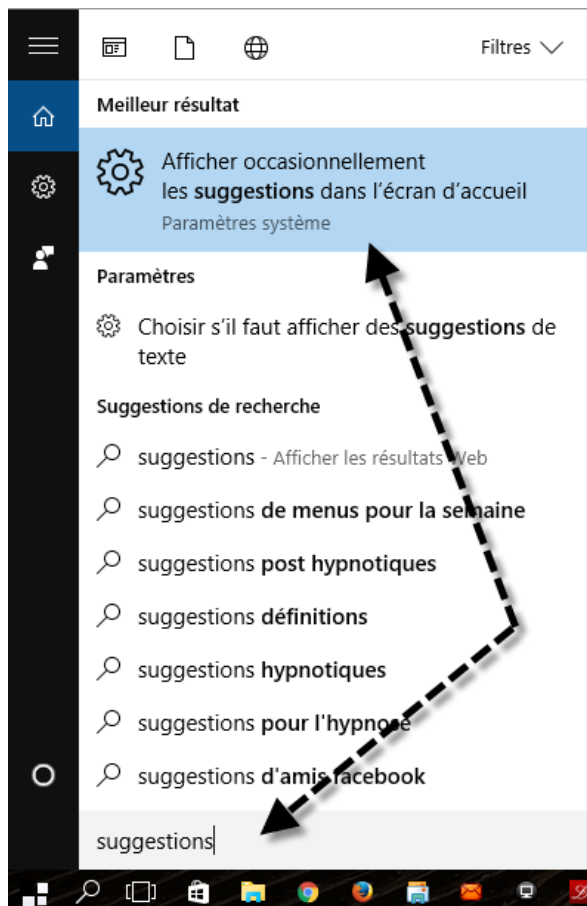 Filtres
Meilleur résultat
Afficher occasionnellement
les suggestions dans l'écran d'accueil
Paramètres système
Paramètres
Choisir s'il faut afficher des suggestions de
texte
Suggestions de recherche
suggestions - Afficher les résultats Web
suggestions de menus pour la semaine
suggestions post hypnotiques
suggestions définitions
suggestions hypnotiques
suggestions pour l'hypnose
suggestions d'amis facebook
suggestions